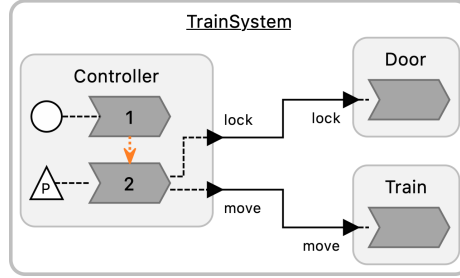 TrainSystem
Controller
1
P
2
lock
move
lock
move
Door
Train